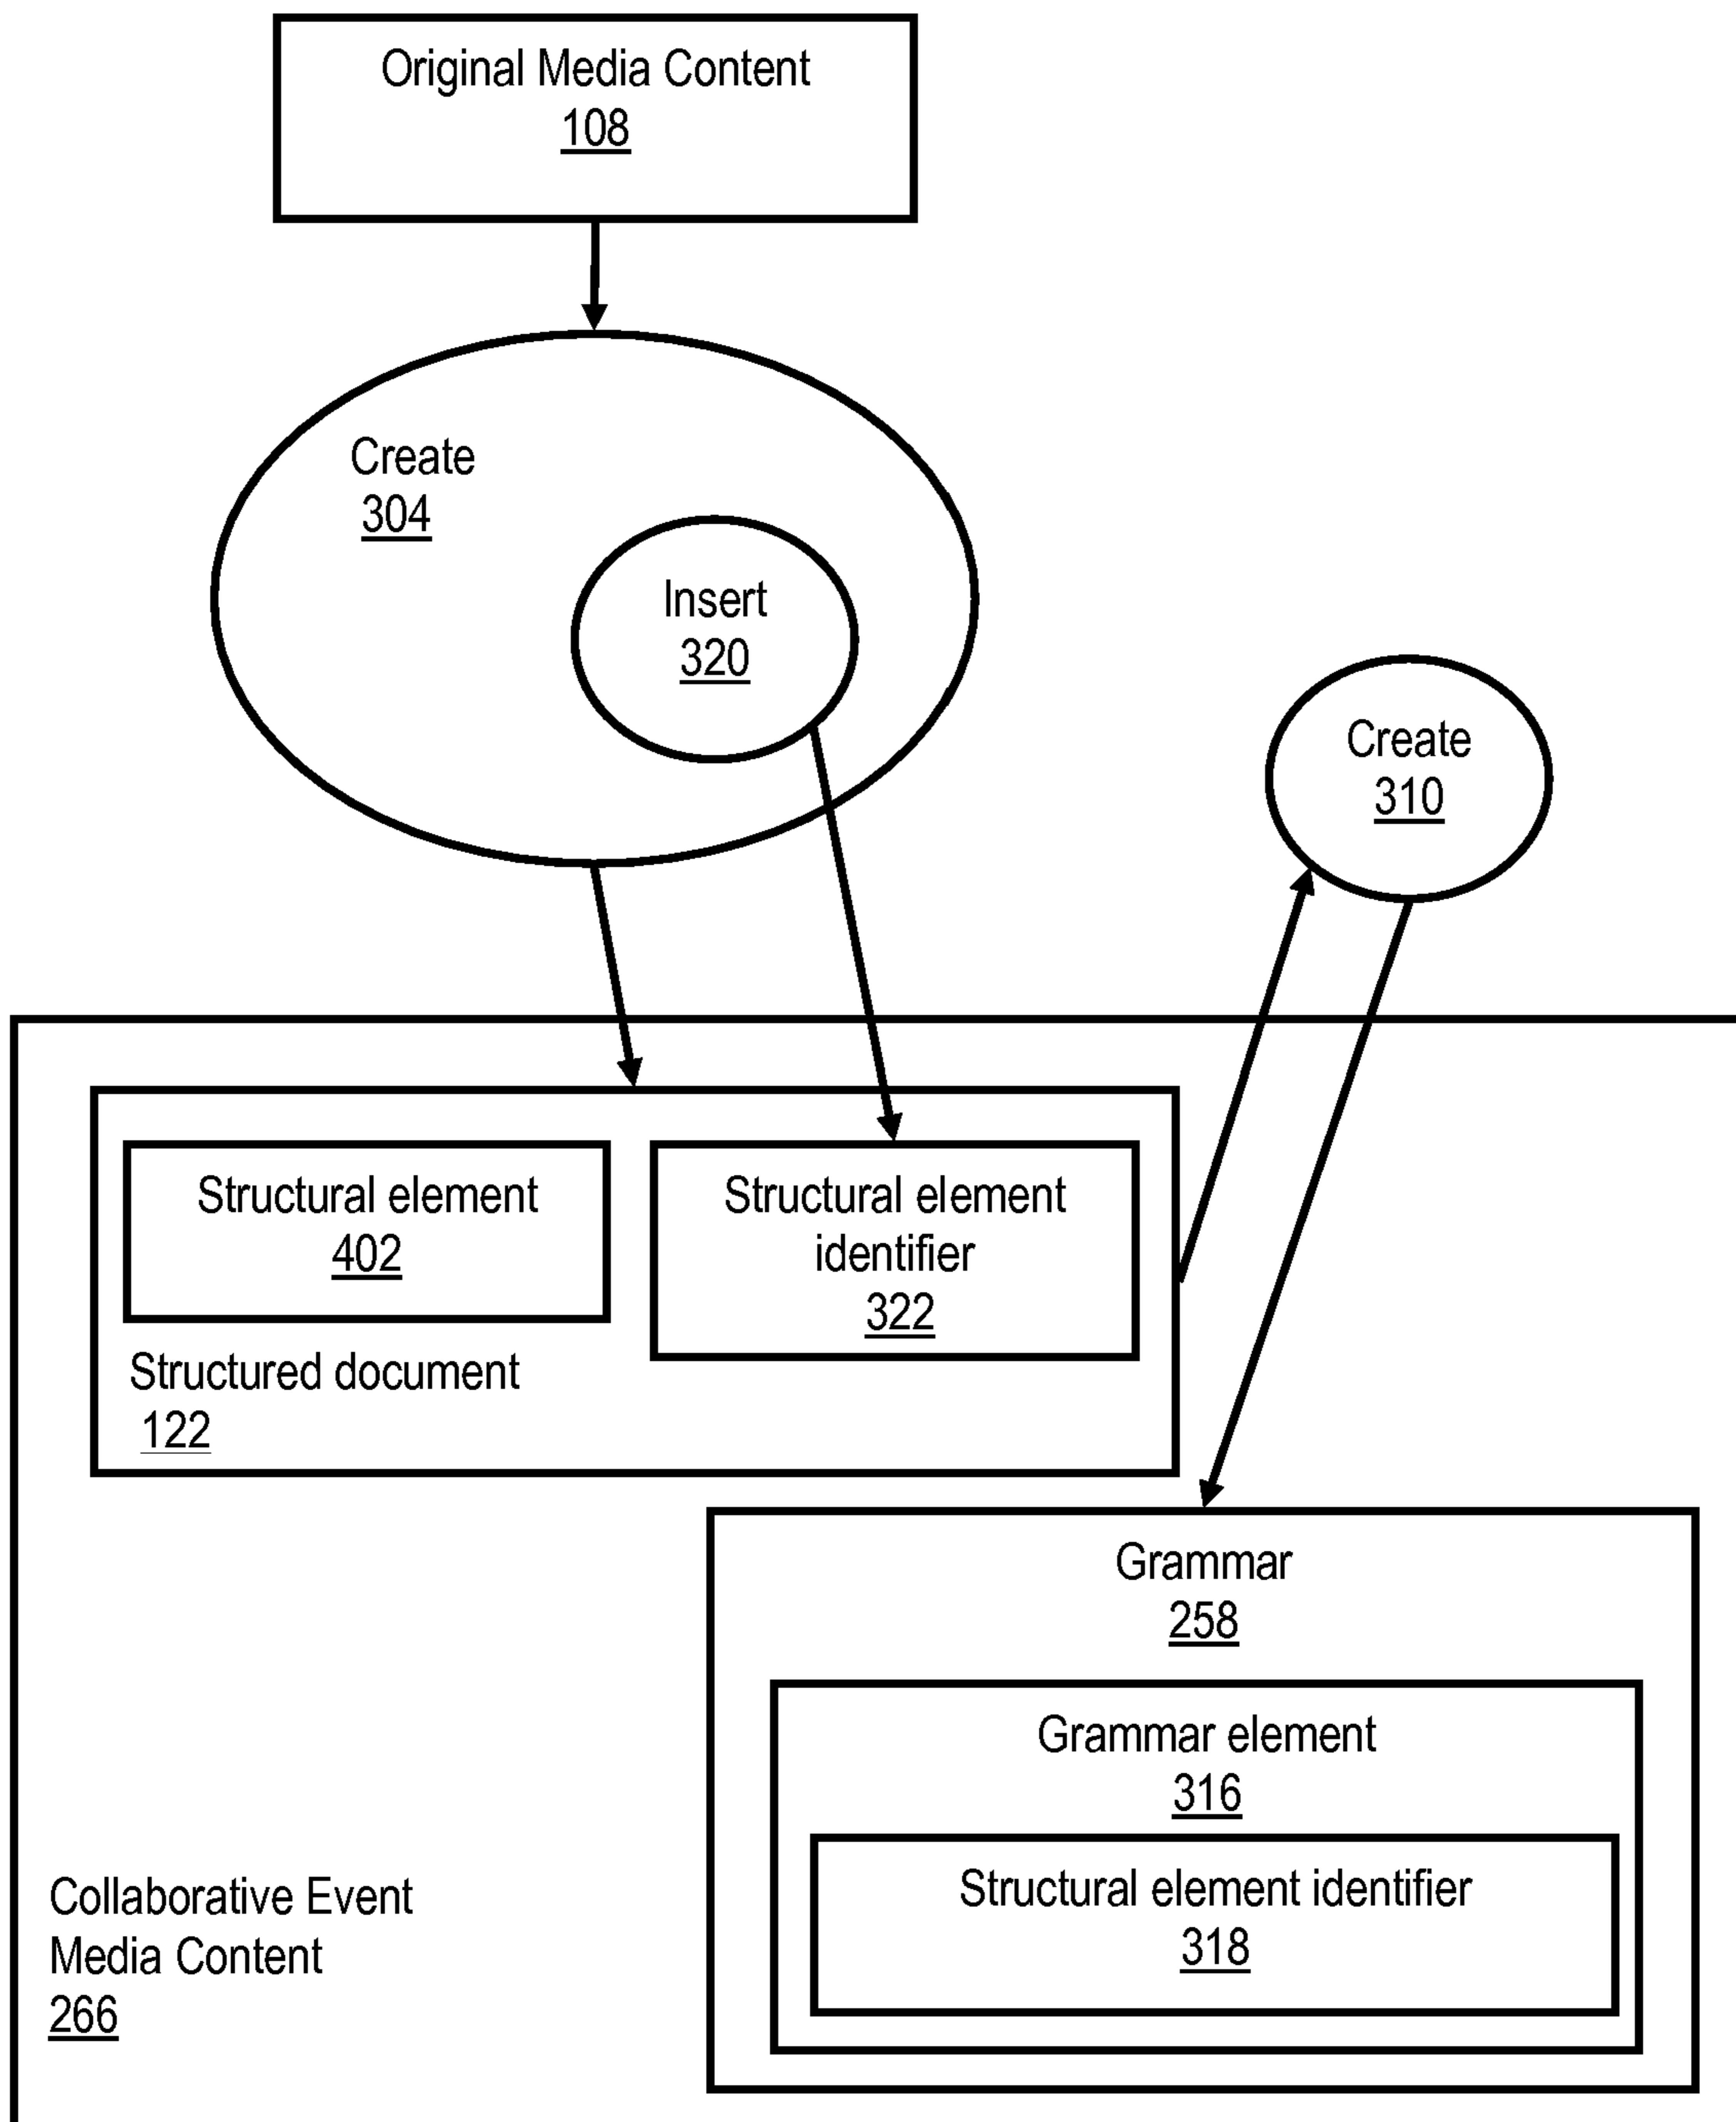 Original Media Content
108
Create
304
Insert
320
Create
310
Structural element
402
Structural element
identifier
322
Structured document
122
Grammar
258
Grammar element
316
Structural element identifier
318
Collaborative Event
Media Content
266